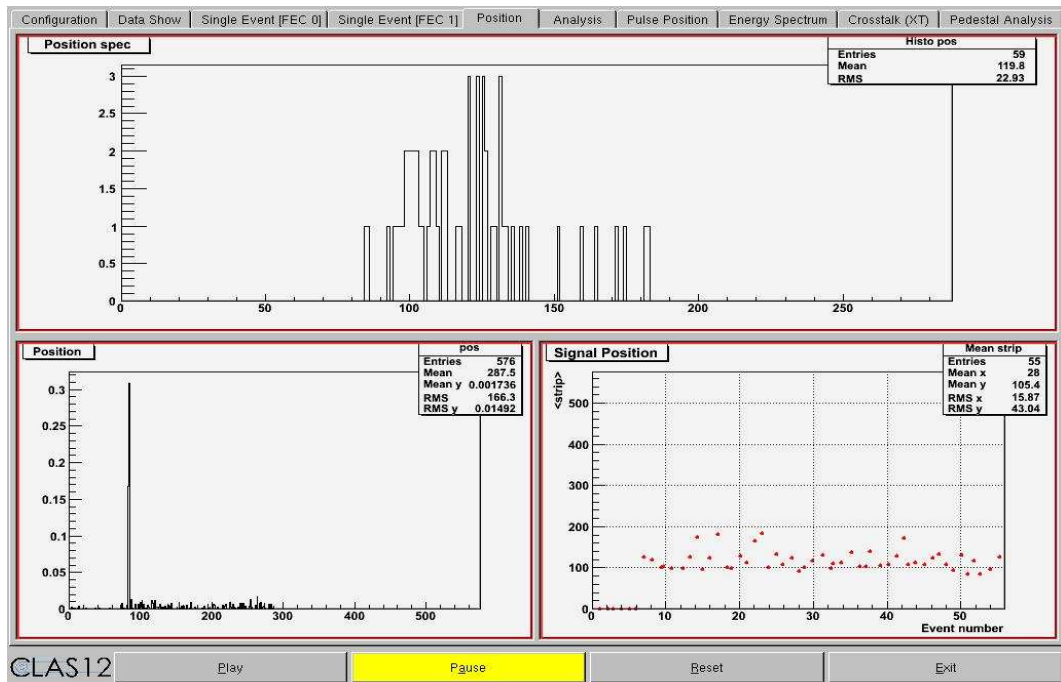 Configuration Data Show Single Event [FEC 0] Single Event [FEC 1] Position Analysis Pulse Position Energy Spectrum Crosstalk (XT) Pedestal Analysis
Position spec
Histo pos
Entries 59
Mean 119.8
RMS 22.93
3
2.5
2
1.5
1
0.5
0
0 50 100 150 200 250
Position
pos
Entries 576
Mean 287.5
Mean y 0.001736
RMS 166.3
RMS y 0.01492
0.3
0.25
0.2
0.15
0.1
0.05
0
0 100 200 300 400 500
Signal Position
Mean strip
Entries 55
Mean x 28
Mean y 105.4
RMS x 15.87
RMS y 43.04
<strip>
500
400
300
200
100
0
0 10 20 30 40 50
Event number
CLAS12 Play Pause Reset Exit